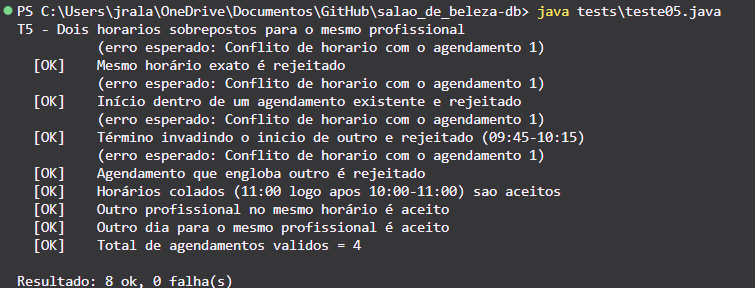 PS C:\Users\jrala\OneDrive\Documentos\GitHub\salao_de_beleza-db> java tests\teste05.java
T5 - Dois horarios sobrepostos para o mesmo profissional
(erro esperado: Conflito de horario com o agendamento 1)
[OK] Mesmo horário exato é rejeitado
(erro esperado: Conflito de horario com o agendamento 1)
[OK] Início dentro de um agendamento existente e rejeitado
(erro esperado: Conflito de horario com o agendamento 1)
[OK] Término invadindo o inicio de outro e rejeitado (09:45-10:15)
(erro esperado: Conflito de horario com o agendamento 1)
[OK] Agendamento que engloba outro é rejeitado
[OK] Horários colados (11:00 logo apos 10:00-11:00) sao aceitos
[OK] Outro profissional no mesmo horário é aceito
[OK] Outro dia para o mesmo profissional é aceito
[OK] Total de agendamentos validos = 4
Resultado: 8 ok, 0 falha(s)